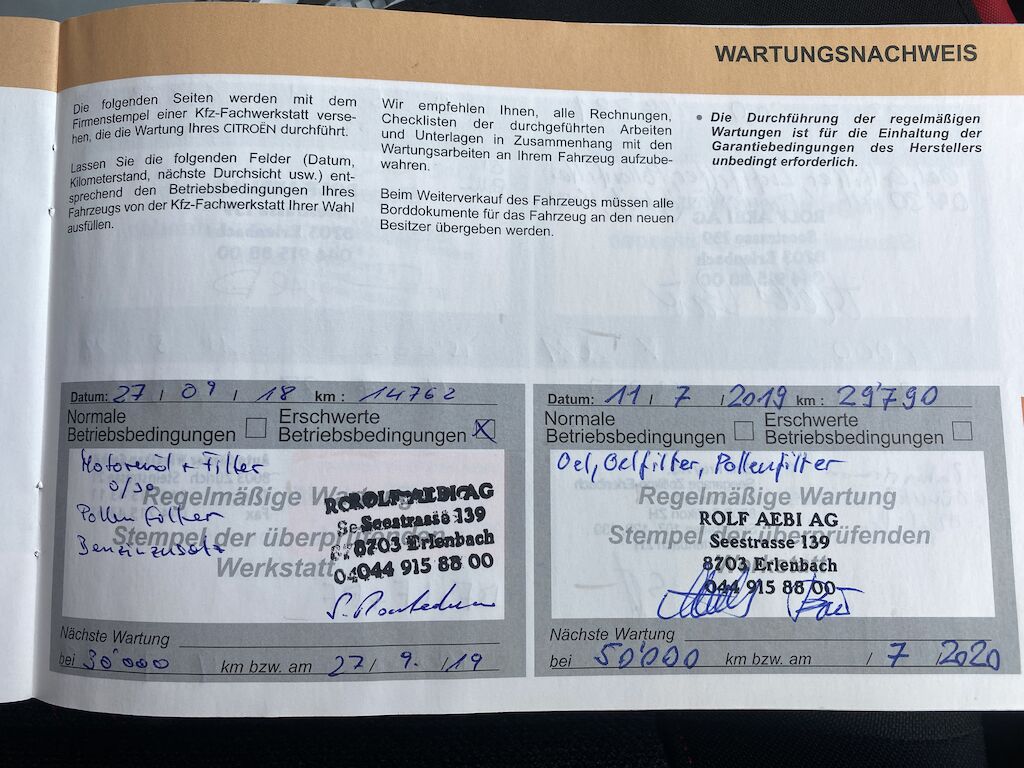 WARTUNGSNACHWEIS
Die folgenden Seiten werden mit dem
Firmenstempel einer Kfz-Fachwerkstatt verse-
hen, die die Wartung Ihres CITROËN durchführt.
Lassen Sie die folgenden Felder (Datum,
Kilometerstand, nächste Durchsicht usw.) ent-
sprechend den Betriebsbedingungen Ihres
Fahrzeugs von der Kfz-Fachwerkstatt Ihrer Wahl
ausfüllen.
Wir empfehlen Ihnen, alle Rechnungen,
Checklisten der durchgeführten Arbeiten
und Unterlagen in Zusammenhang mit den
Wartungsarbeiten an Ihrem Fahrzeug aufzube-
wahren.
Beim Weiterverkauf des Fahrzeugs müssen alle
Borddokumente für das Fahrzeug an den neuen
Besitzer übergeben werden.
• Die Durchführung der regelmäßigen
Wartungen ist für die Einhaltung der
Garantiebedingungen des Herstellers
unbedingt erforderlich.
Datum: 27 / 09 / 18 km : 14762
Normale
Betriebsbedingungen
Erschwerte
Betriebsbedingungen X
Motorenöl + Filter
0/30
Pollen Filter
Benzinzusatz
Regelmäßige Wartung
Stempel der überprüfenden
Werkstatt
ROLF AEBI AG
Seestrasse 139
8703 Erlenbach
044 915 88 00
Nächste Wartung
bei 30'000 km bzw. am 27 / 9. / 19
Datum: 11 / 7 / 2019 km : 29'790
Normale
Betriebsbedingungen
Erschwerte
Betriebsbedingungen
Oel, Oelfilter, Pollenfilter
Regelmäßige Wartung
Stempel der überprüfenden
ROLF AEBI AG
Seestrasse 139
8703 Erlenbach
044 915 88 00
Nächste Wartung
bei 50'000 km bzw. am / 7 / 2020